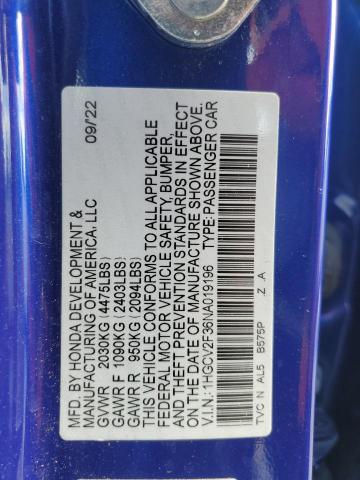 MFD. BY HONDA DEVELOPMENT &
MANUFACTURING OF AMERICA, LLC 09/22
GVWR 2030KG (4475LBS)
GAWR F 1090KG (2403LBS)
GAWR R 950KG (2094LBS)
THIS VEHICLE CONFORMS TO ALL APPLICABLE
FEDERAL MOTOR VEHICLE SAFETY, BUMPER,
AND THEFT PREVENTION STANDARDS IN EFFECT
ON THE DATE OF MANUFACTURE SHOWN ABOVE.
V.I.N.: 1HGCV2F36NA019196 TYPE: PASSENGER CAR
TVC N AL5 B575P Z A